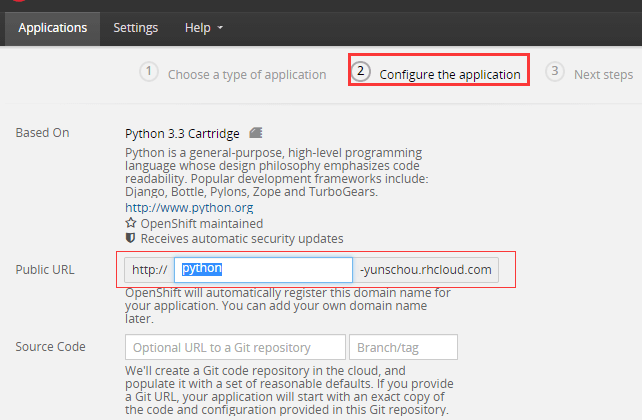 Applications Settings Help
1 Choose a type of application 2 Configure the application 3 Next steps
Based On Python 3.3 Cartridge
Python is a general-purpose, high-level programming
language whose design philosophy emphasizes code
readability. Popular development frameworks include:
Django, Bottle, Pylons, Zope and TurboGears.
http://www.python.org
OpenShift maintained
Receives automatic security updates
Public URL http:// python -yunschou.rhcloud.com
OpenShift will automatically register this domain name for
your application. You can add your own domain name
later.
Source Code Optional URL to a Git repository Branch/tag
We'll create a Git code repository in the cloud, and
populate it with a set of reasonable defaults. If you provide
a Git URL, your application will start with an exact copy of
the code and configuration provided in this Git repository.